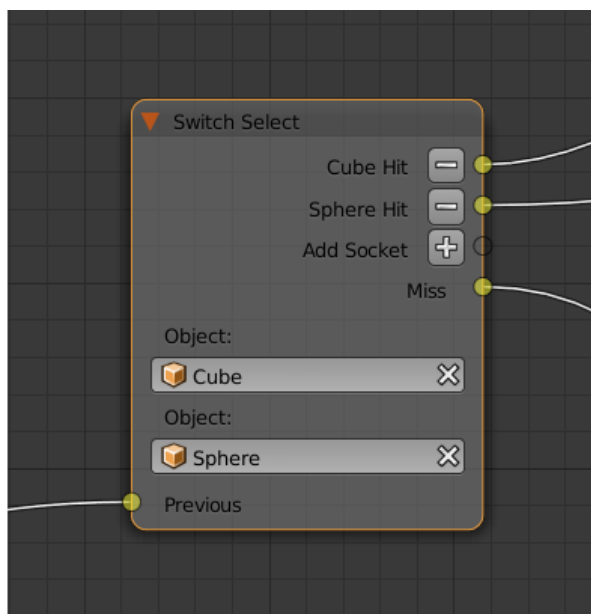 Switch Select
Cube Hit
Sphere Hit
Add Socket
Miss
Object:
Cube
Object:
Sphere
Previous